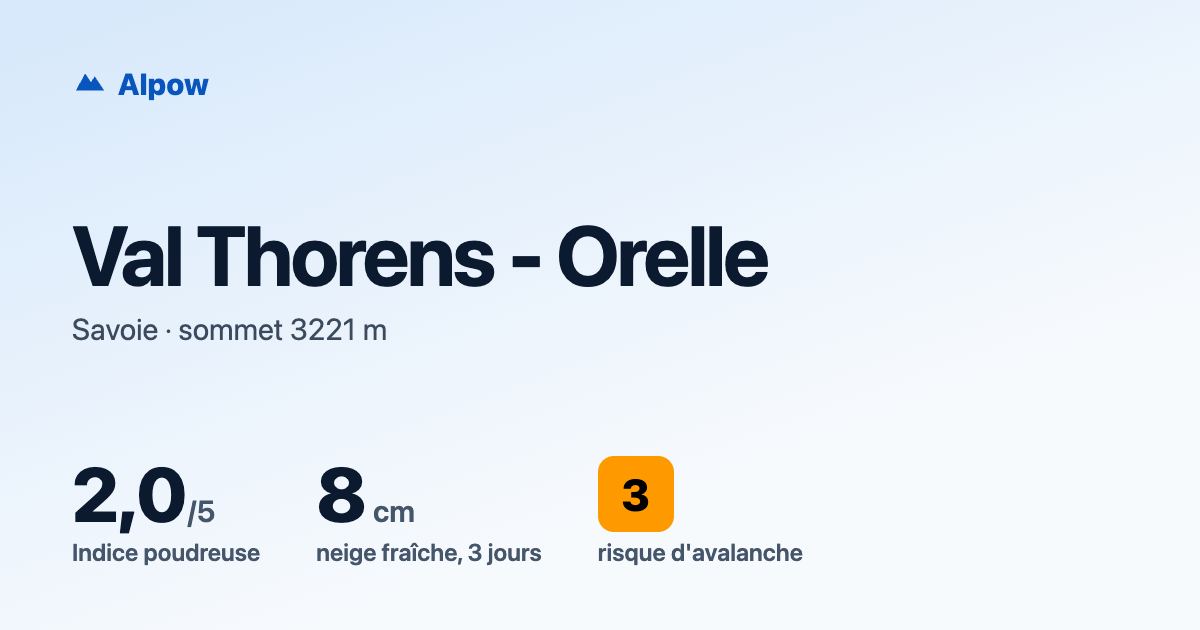 Alpow
Val Thorens - Orelle
Savoie · sommet 3221 m
2,0/5
Indice poudreuse
8 cm
neige fraîche, 3 jours
3
risque d'avalanche